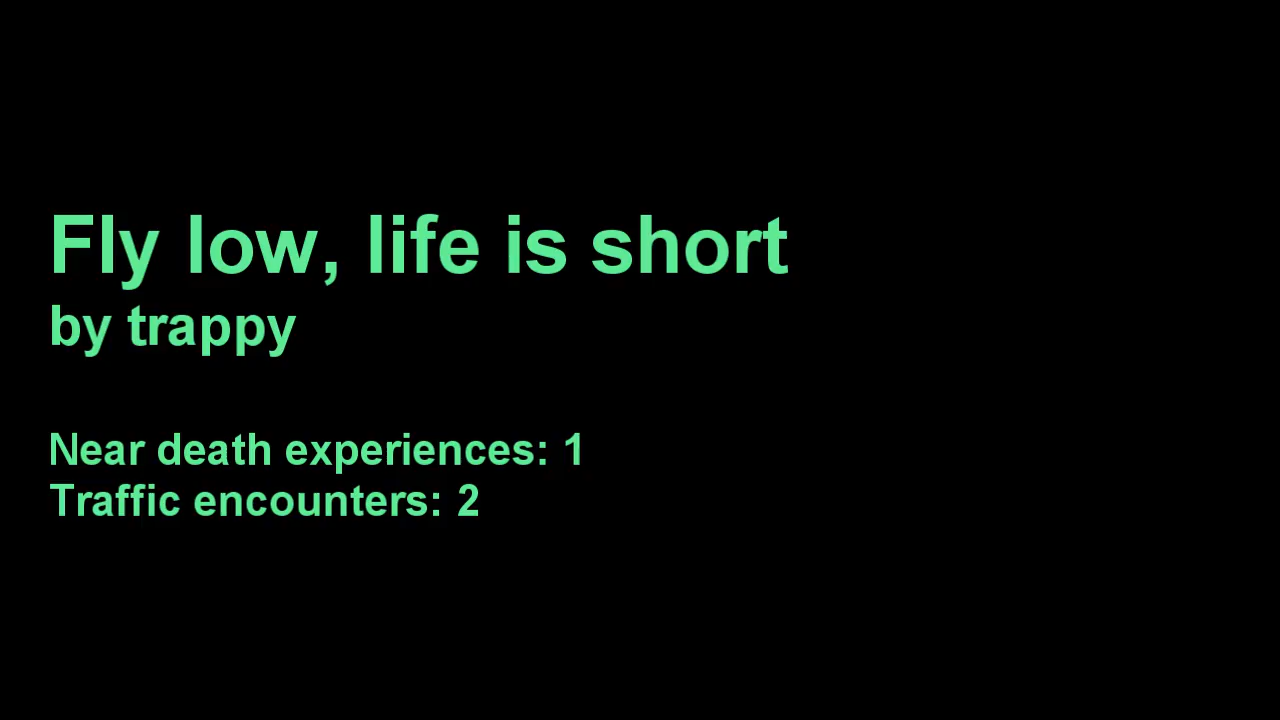 Fly low, life is short
by trappy
Near death experiences: 1
Traffic encounters: 2